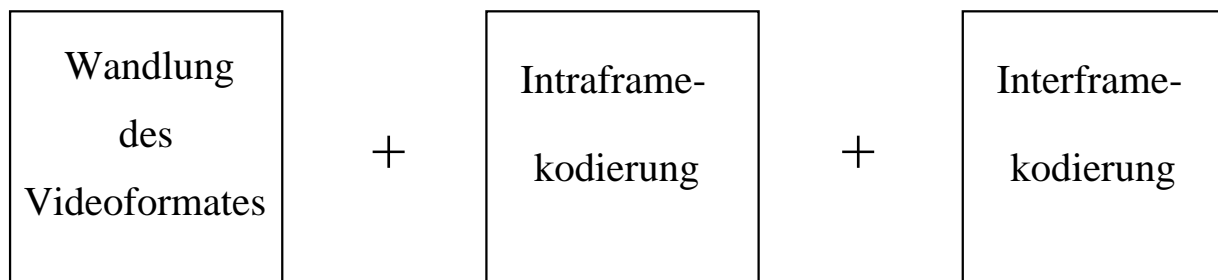 Wandlung
des
Videoformates
+
Intraframe-
kodierung
+
Interframe-
kodierung